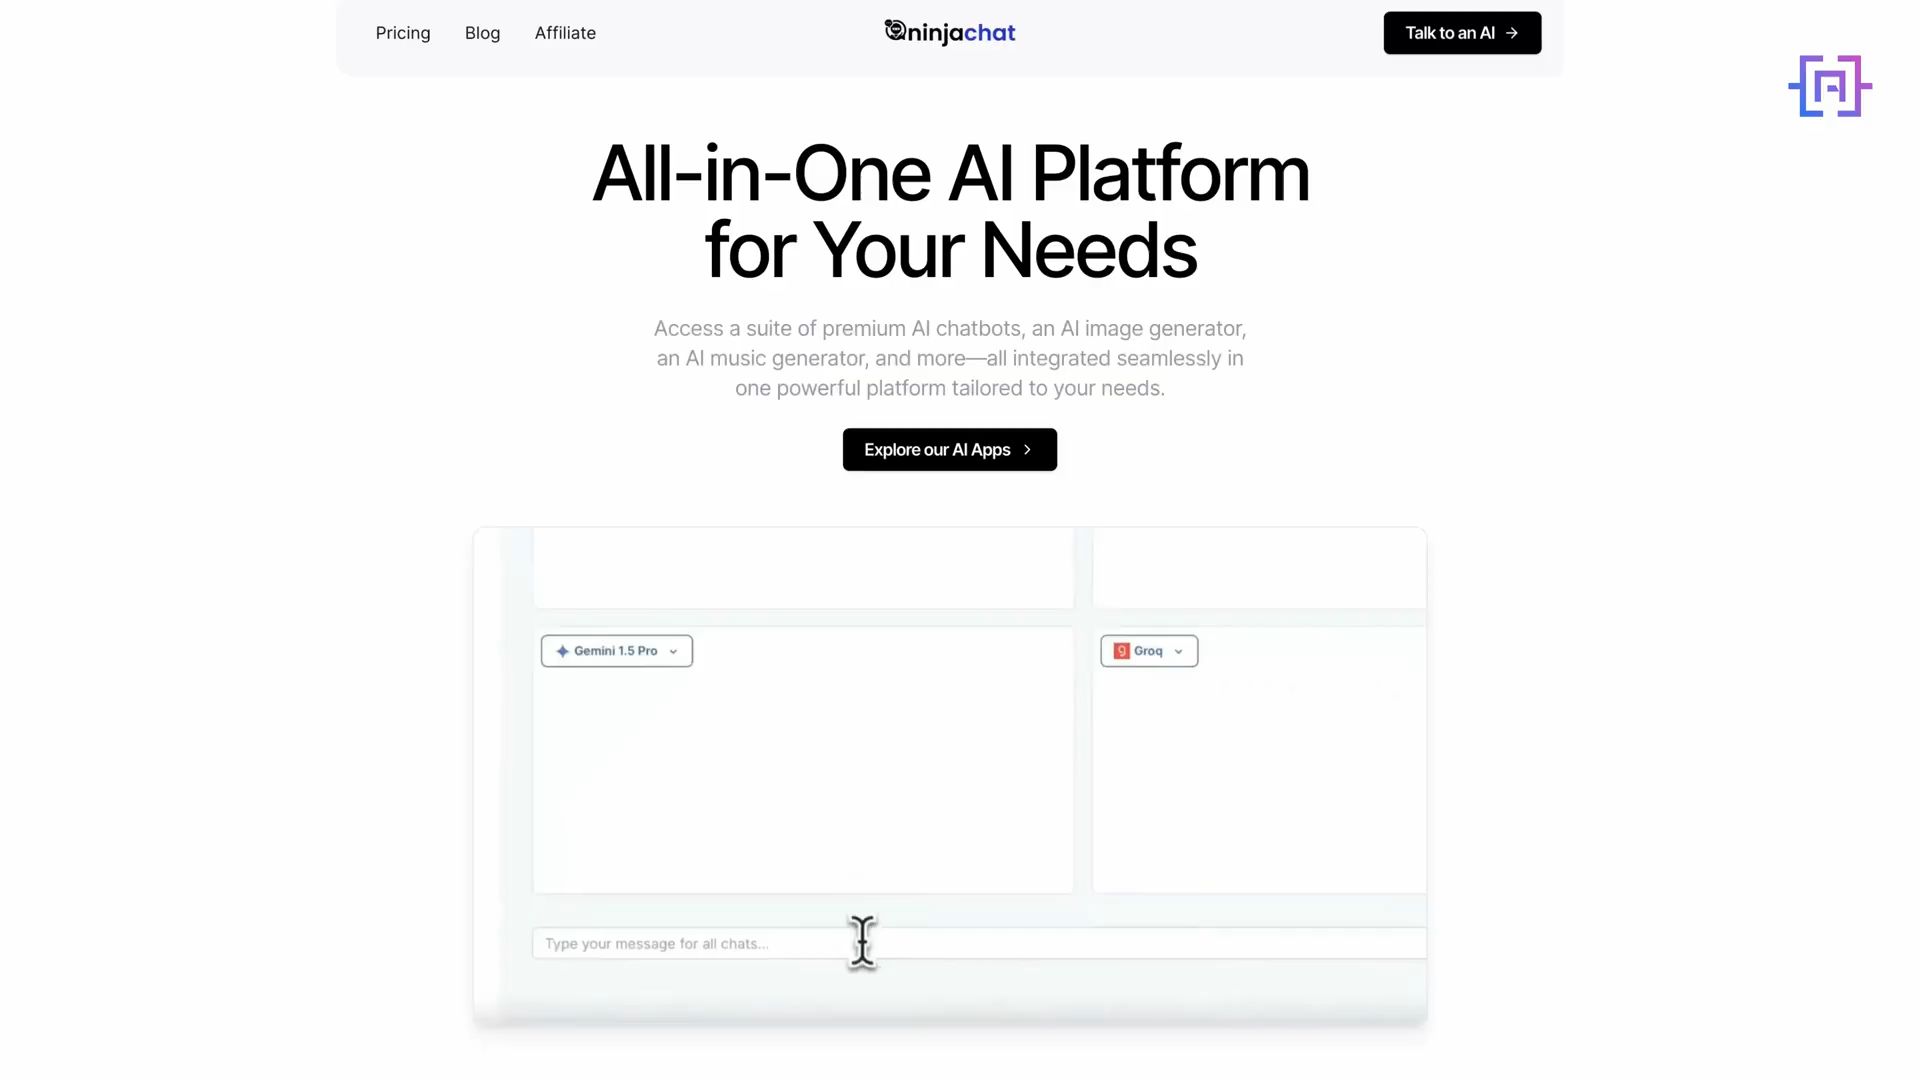 Pricing
Blog
Affiliate
ninjachat
Talk to an AI
All-in-One AI Platform
for Your Needs
Access a suite of premium AI chatbots, an AI image generator,
an AI music generator, and more—all integrated seamlessly in
one powerful platform tailored to your needs.
Explore our AI Apps
Gemini 1.5 Pro
Groq
Type your message for all chats...